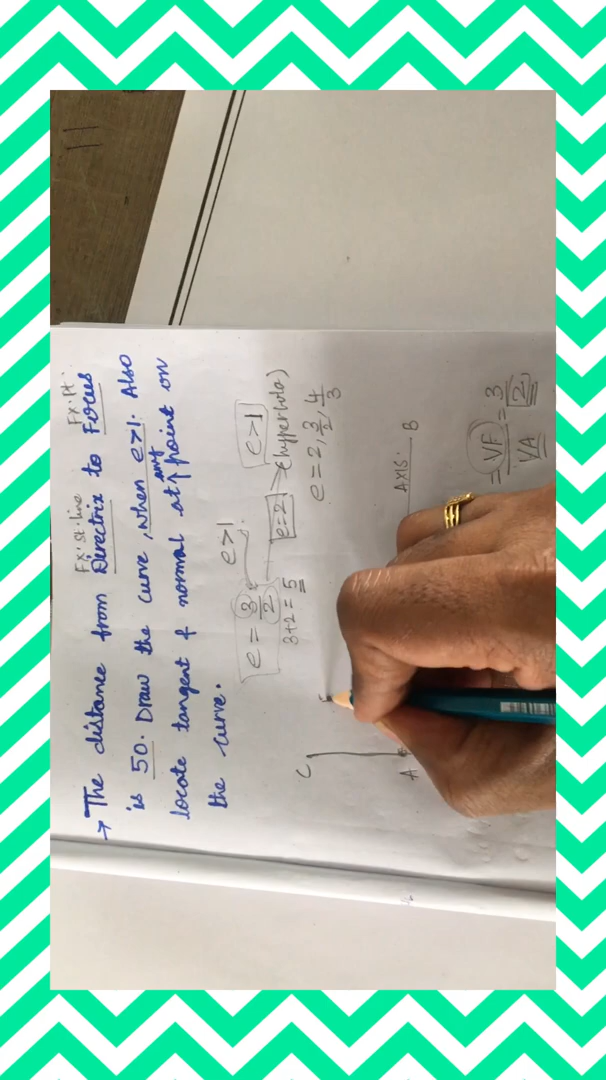 → The distance from Directrix to Focus
Fx. St. line
Fx. Pt.
is 50. Draw the curve, when e>1. Also
locate tangent & normal at any point on
the curve.
e = 3/2
e>1
e>1
3+2 = 5
e=2 → (hyperbola)
e = 2, 3/2, 4/3
C
A
AXIS.
B
= VF/VA = 3/2